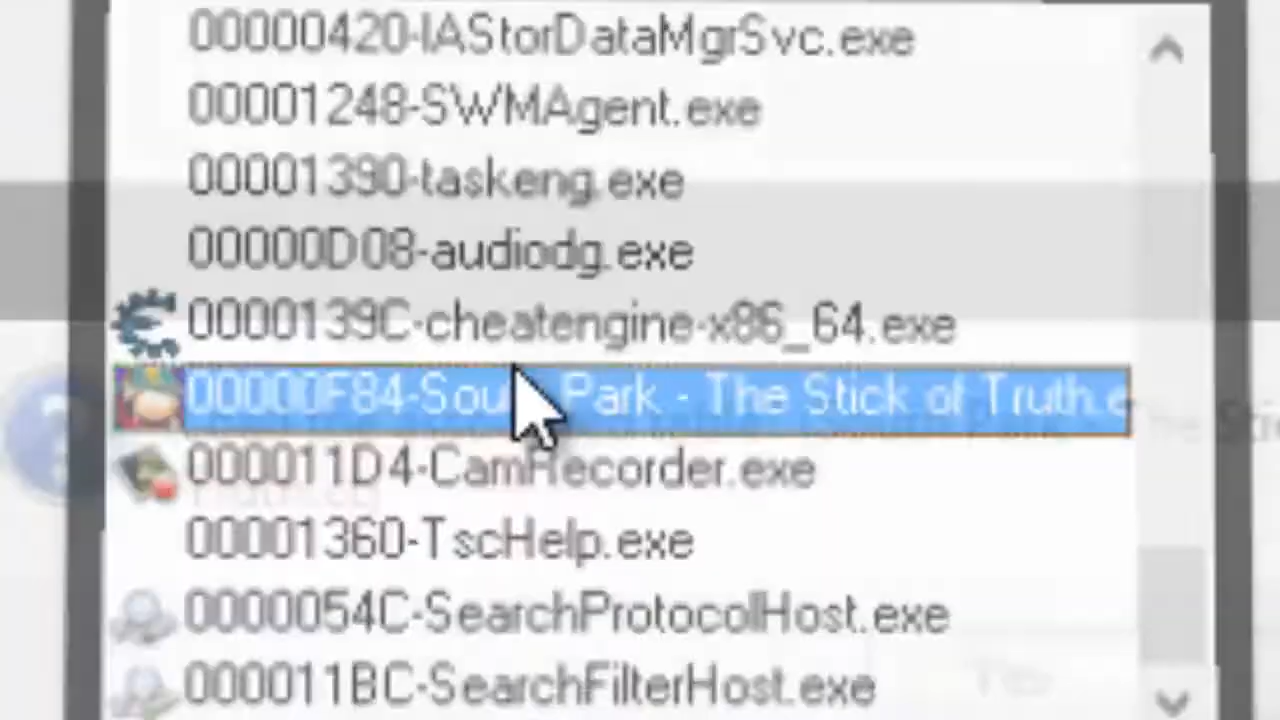 00000420-IAStorDataMgrSvc.exe
00001248-SWMAgent.exe
00001390-taskeng.exe
00000D08-audiodg.exe
0000139C-cheatengine-x86_64.exe
00000F84-South Park - The Stick of Truth.e
000011D4-CamRecorder.exe
00001360-TscHelp.exe
0000054C-SearchProtocolHost.exe
000011BC-SearchFilterHost.exe